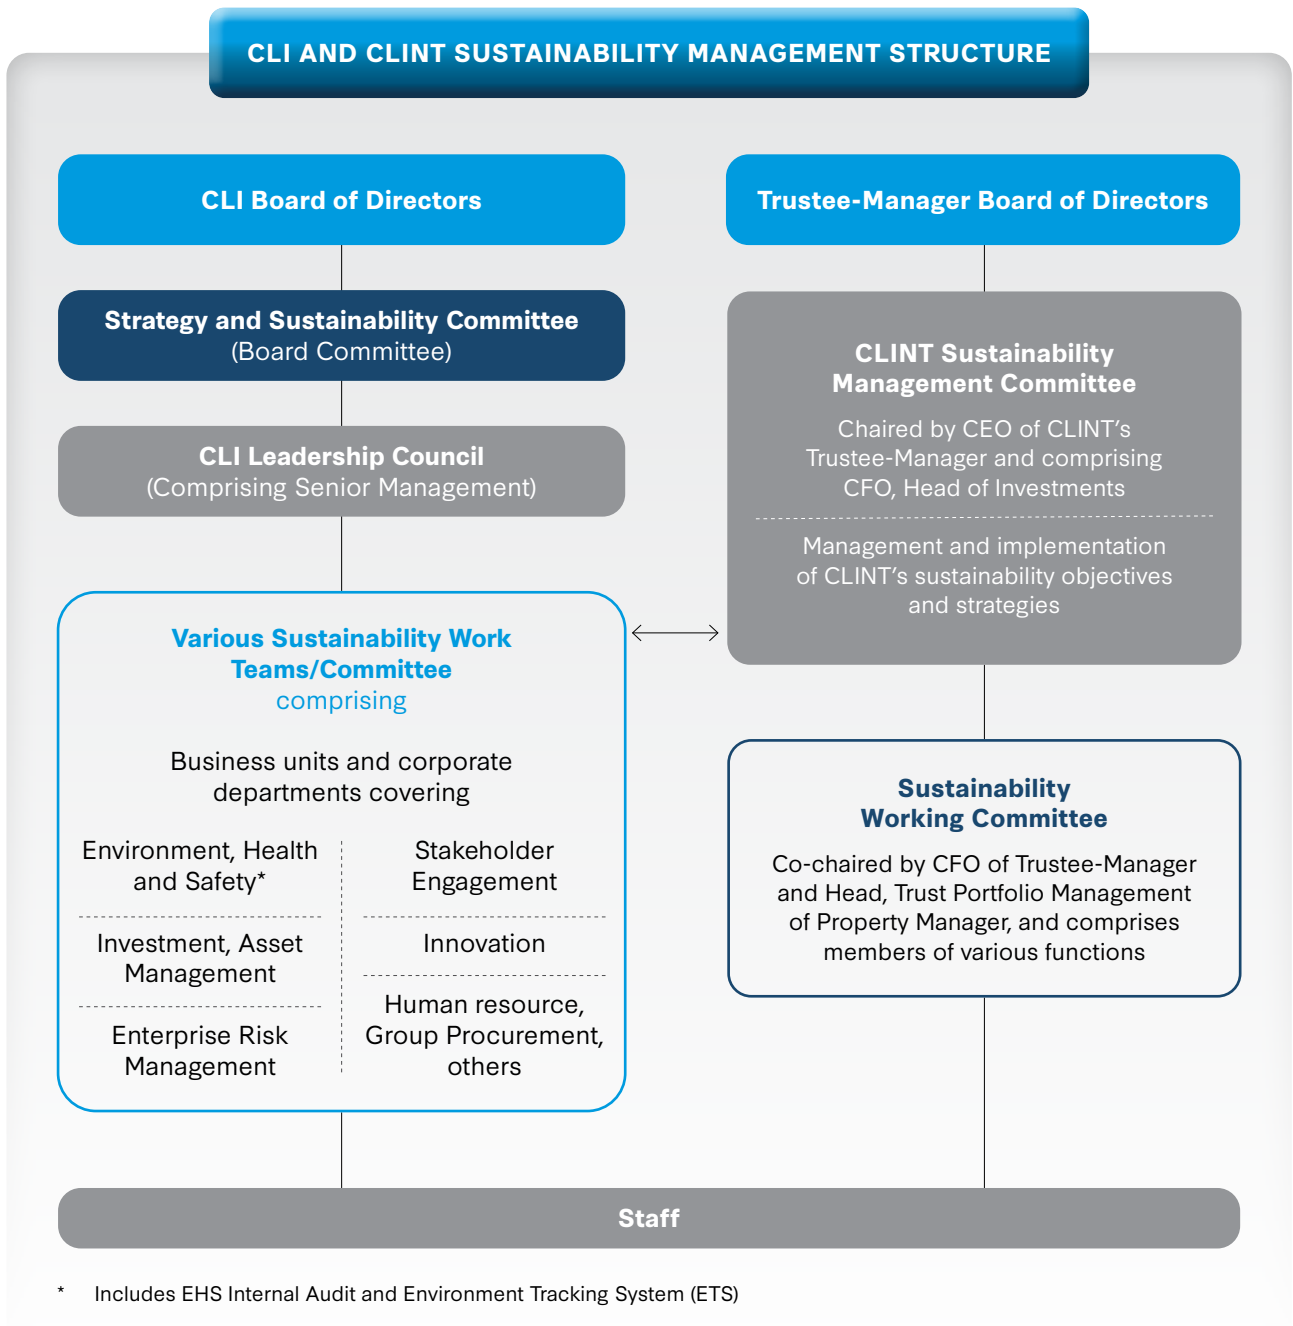 CLI AND CLINT SUSTAINABILITY MANAGEMENT STRUCTURE
CLI Board of Directors
Strategy and Sustainability Committee
(Board Committee)
CLI Leadership Council
(Comprising Senior Management)
Various Sustainability Work
Teams/Committee
comprising
Business units and corporate
departments covering
Environment, Health
and Safety*
Investment, Asset
Management
Enterprise Risk
Management
Stakeholder
Engagement
Innovation
Human resource,
Group Procurement,
others
Trustee-Manager Board of Directors
CLINT Sustainability
Management Committee
Chaired by CEO of CLINT’s
Trustee-Manager and comprising
CFO, Head of Investments
Management and implementation
of CLINT’s sustainability objectives
and strategies
Sustainability
Working Committee
Co-chaired by CFO of Trustee-Manager
and Head, Trust Portfolio Management
of Property Manager, and comprises
members of various functions
Staff
* Includes EHS Internal Audit and Environment Tracking System (ETS)